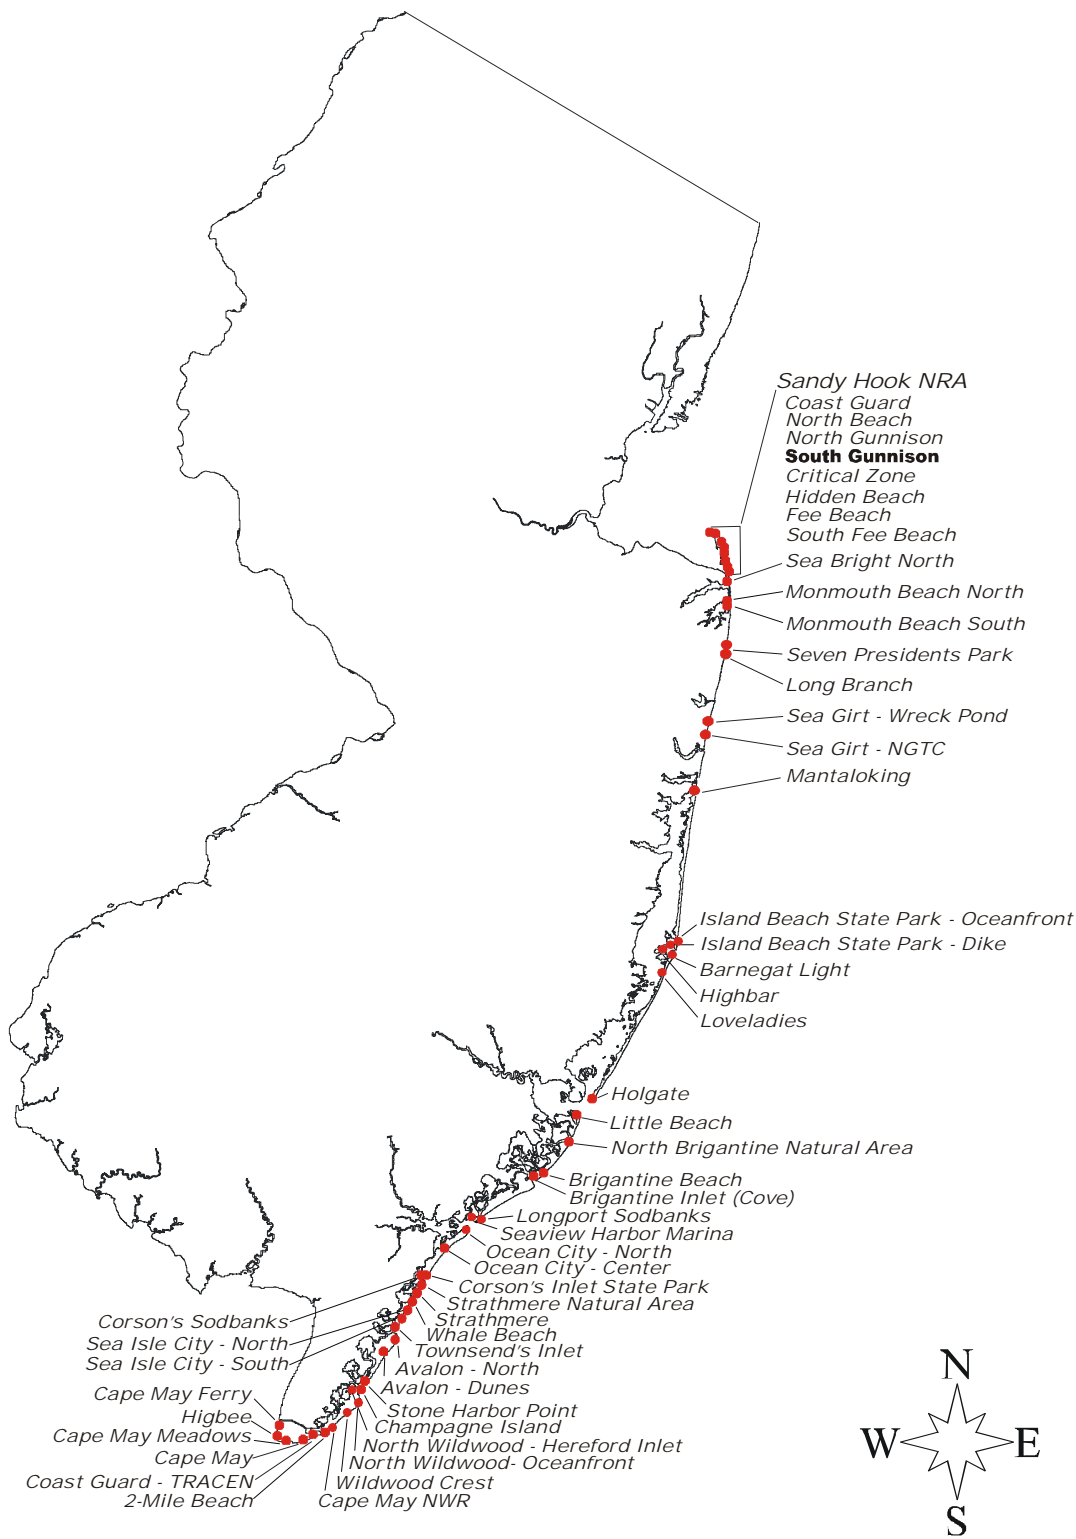 Sandy Hook NRA
Coast Guard
North Beach
North Gunnison
South Gunnison
Critical Zone
Hidden Beach
Fee Beach
South Fee Beach
Sea Bright North
Monmouth Beach North
Monmouth Beach South
Seven Presidents Park
Long Branch
Sea Girt - Wreck Pond
Sea Girt - NGTC
Mantaloking
Island Beach State Park - Oceanfront
Island Beach State Park - Dike
Barnegat Light
Highbar
Loveladies
Holgate
Little Beach
North Brigantine Natural Area
Brigantine Beach
Brigantine Inlet (Cove)
Longport Sodbanks
Seaview Harbor Marina
Ocean City - North
Ocean City - Center
Corson's Inlet State Park
Strathmere Natural Area
Strathmere
Whale Beach
Townsend's Inlet
Avalon - North
Avalon - Dunes
Stone Harbor Point
Champagne Island
North Wildwood - Hereford Inlet
North Wildwood- Oceanfront
Wildwood Crest
Cape May NWR
Corson's Sodbanks
Sea Isle City - North
Sea Isle City - South
Cape May Ferry
Higbee
Cape May Meadows
Cape May
Coast Guard - TRACEN
2-Mile Beach
N
W E
S